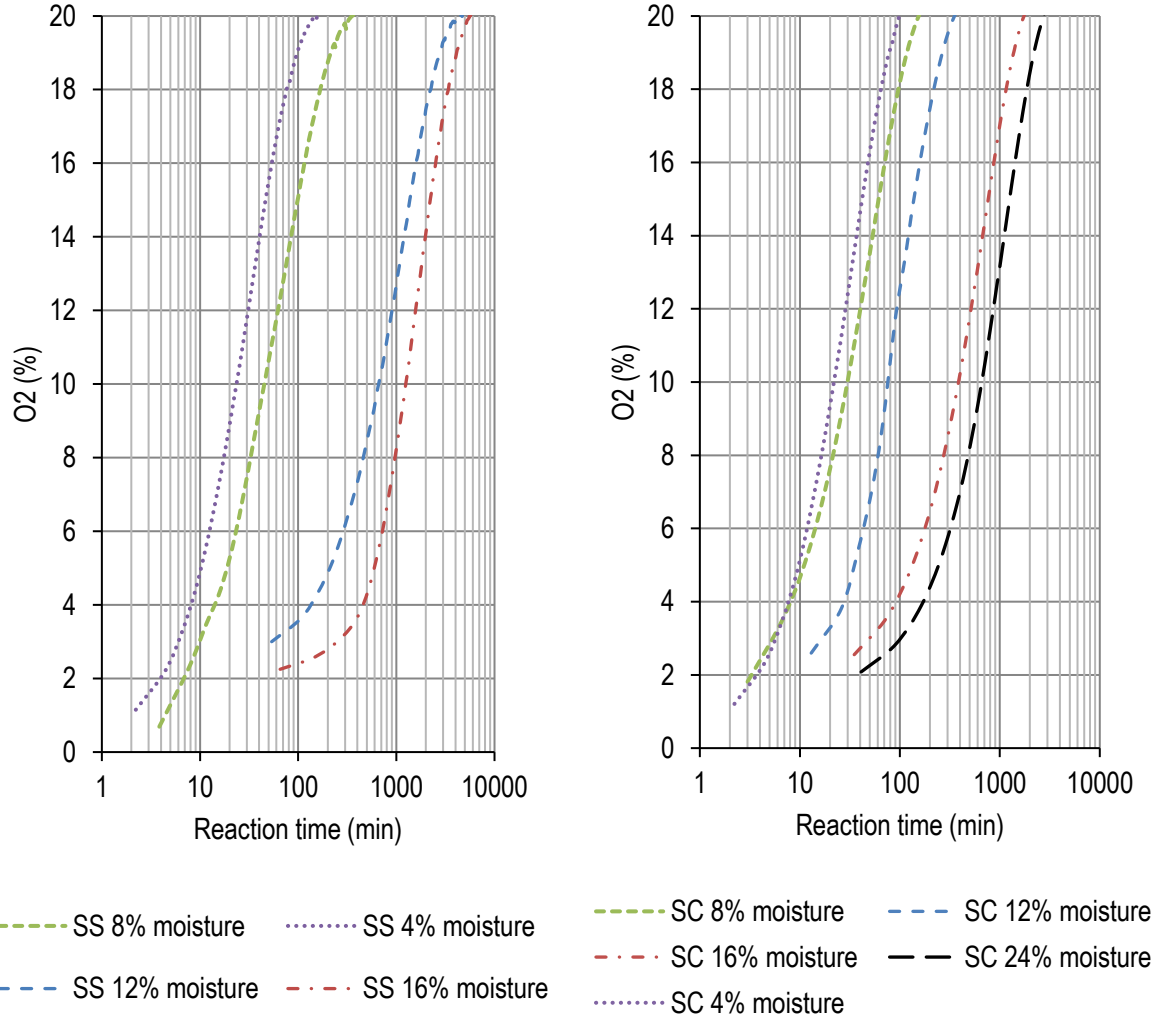 20
18
16
14
12
10
8
6
4
2
0
O2 (%)
1 10 100 1000 10000
Reaction time (min)
SS 8% moisture SS 4% moisture
SS 12% moisture SS 16% moisture
20
18
16
14
12
10
8
6
4
2
0
O2 (%)
1 10 100 1000 10000
Reaction time (min)
SC 8% moisture SC 12% moisture
SC 16% moisture SC 24% moisture
SC 4% moisture